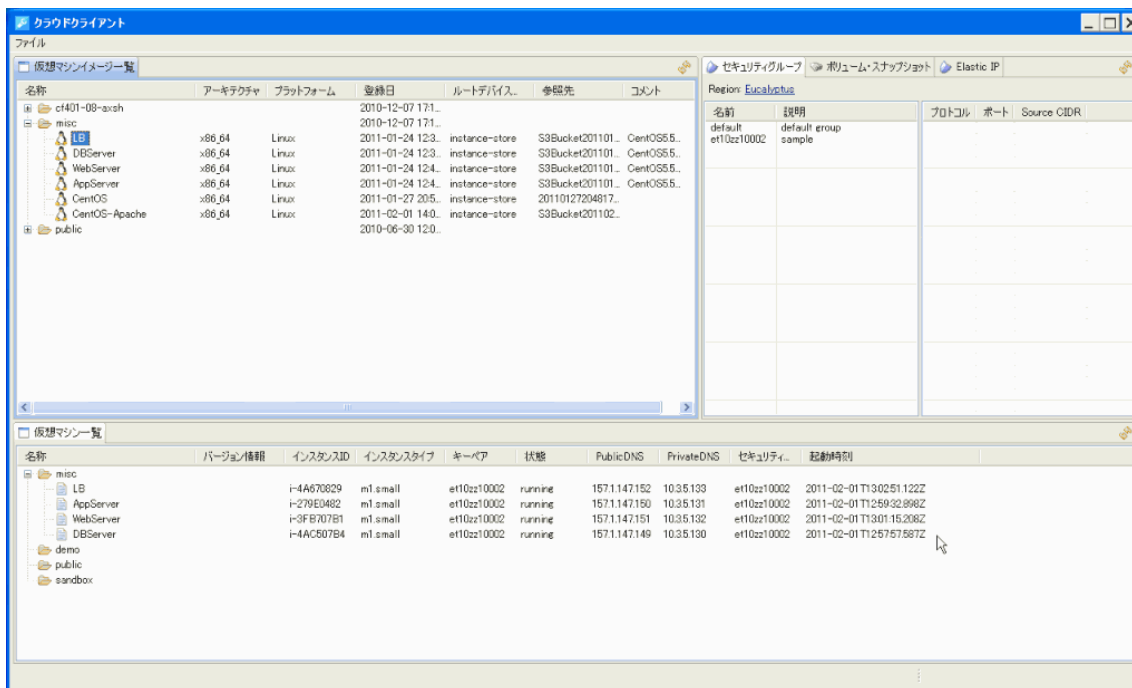 クラウドクライアント
ファイル
仮想マシンイメージ一覧
名称 アーキテクチャ プラットフォーム 登録日 ルートデバイス... 参照先 コメント
cf401-08-axsh 2010-12-07 17:1...
misc 2010-12-07 17:1...
LB x86_64 Linux 2011-01-24 12:3... instance-store S3Bucket201101... CentOS5.5...
DBServer x86_64 Linux 2011-01-24 12:3... instance-store S3Bucket201101... CentOS5.5...
WebServer x86_64 Linux 2011-01-24 12:4... instance-store S3Bucket201101... CentOS5.5...
AppServer x86_64 Linux 2011-01-24 12:4... instance-store S3Bucket201101... CentOS5.5...
CentOS x86_64 Linux 2011-01-27 20:5... instance-store 20110127204817...
CentOS-Apache x86_64 Linux 2011-02-01 14:0... instance-store S3Bucket201102...
public 2010-06-30 12:0...
セキュリティグループ ボリューム・スナップショット Elastic IP
Region: Eucalyptus
名前 説明 プロトコル ポート Source CIDR
default default group
et10zz10002 sample
仮想マシン一覧
名称 バージョン情報 インスタンスID インスタンスタイプ キーペア 状態 PublicDNS PrivateDNS セキュリティ... 起動時刻
misc
LB i-4A670829 m1.small et10zz10002 running 157.1.147.152 10.3.5.133 et10zz10002 2011-02-01T13:02:51.122Z
AppServer i-279E0482 m1.small et10zz10002 running 157.1.147.150 10.3.5.131 et10zz10002 2011-02-01T12:59:32.898Z
WebServer i-3FB707B1 m1.small et10zz10002 running 157.1.147.151 10.3.5.132 et10zz10002 2011-02-01T13:01:15.208Z
DBServer i-4AC507B4 m1.small et10zz10002 running 157.1.147.149 10.3.5.130 et10zz10002 2011-02-01T12:57:57.587Z
demo
public
sandbox